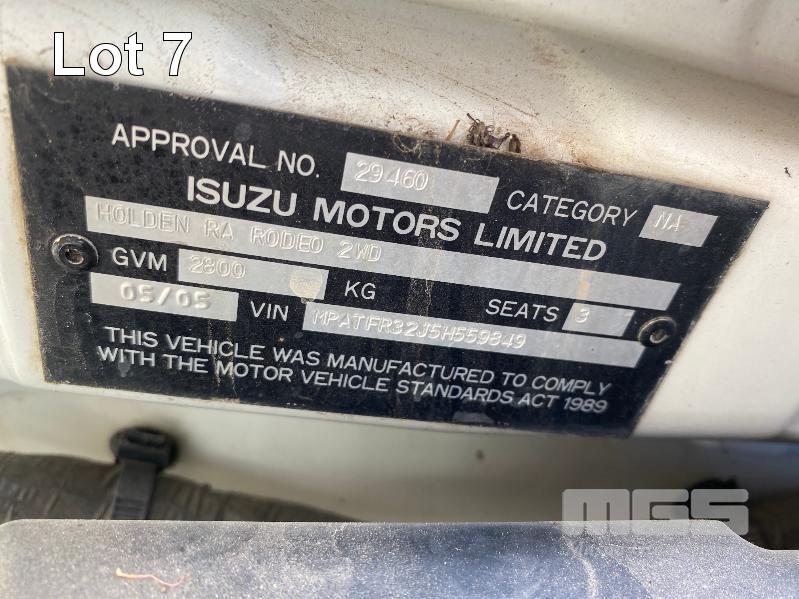 Lot 7
APPROVAL NO. 29460 CATEGORY NA
ISUZU MOTORS LIMITED
HOLDEN RA RODEO 2WD
GVM 2800 KG SEATS 3
05/05 VIN MPATFR32J5H559849
THIS VEHICLE WAS MANUFACTURED TO COMPLY
WITH THE MOTOR VEHICLE STANDARDS ACT 1989
MGS